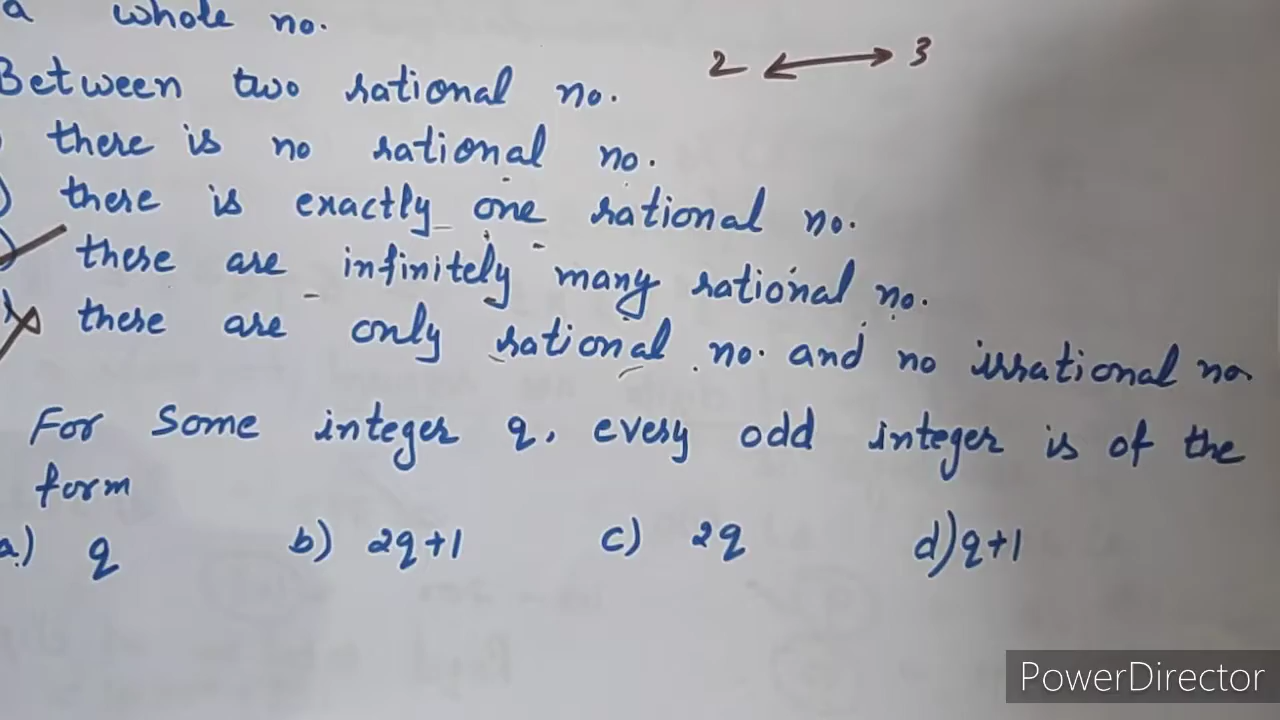 a whole no.
2 ↔ 3
Between two rational no.
there is no rational no.
) there is exactly one rational no.
) there are infinitely many rational no.
) there are only rational no. and no irrational no.
For Some integer q, every odd integer is of the
form
a.) q b) 2q+1 c) 2q d) q+1
PowerDirector